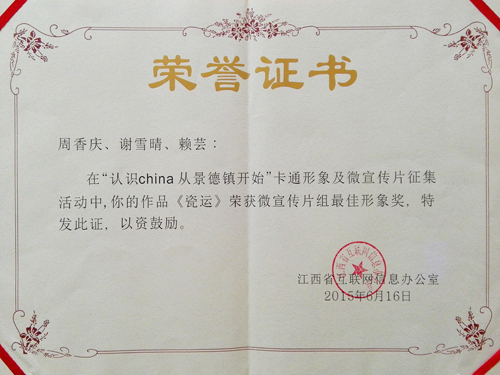 荣誉证书
周香庆、谢雪晴、赖芸：
在“认识china 从景德镇开始”卡通形象及微宣传片征集
活动中,你的作品《瓷运》荣获微宣传片组最佳形象奖，特
发此证，以资鼓励。
江西省互联网信息办公室
2015年6月16日